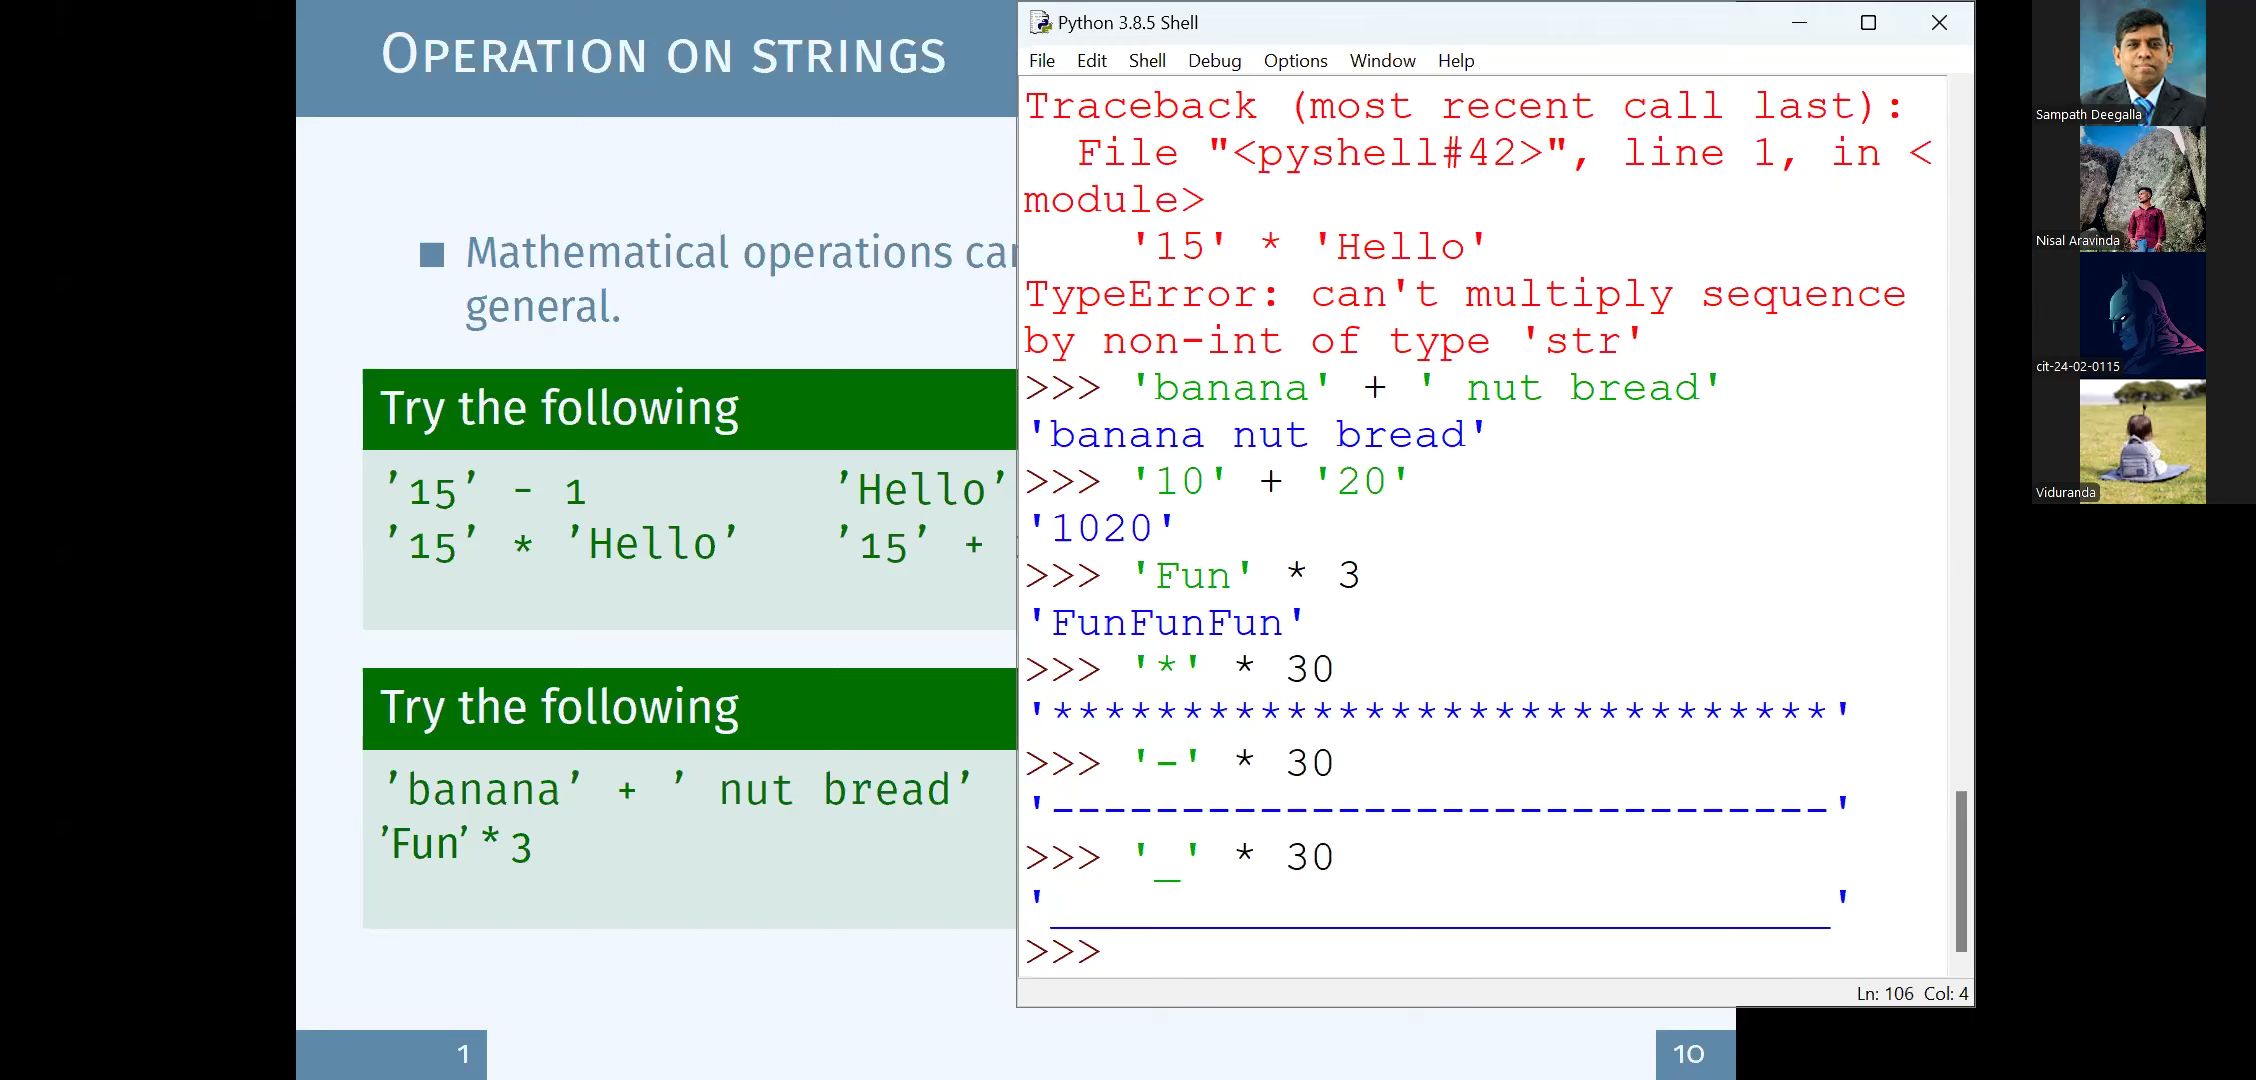 OPERATION ON STRINGS
■ Mathematical operations can
general.
Try the following
’15’ - 1 ’Hello’
’15’ * ’Hello’ ’15’ +
Try the following
’banana’ + ’ nut bread’
’Fun’ * 3
1
10
Python 3.8.5 Shell
File Edit Shell Debug Options Window Help
Traceback (most recent call last):
  File "<pyshell#42>", line 1, in <
module>
    '15' * 'Hello'
TypeError: can't multiply sequence
by non-int of type 'str'
>>> 'banana' + ' nut bread'
'banana nut bread'
>>> '10' + '20'
'1020'
>>> 'Fun' * 3
'FunFunFun'
>>> '*' * 30
'******************************'
>>> '-' * 30
'------------------------------'
>>> '_' * 30
'______________________________'
>>>
Ln: 106 Col: 4
Sampath Deegalla
Nisal Aravinda
cit-24-02-0115
Viduranda